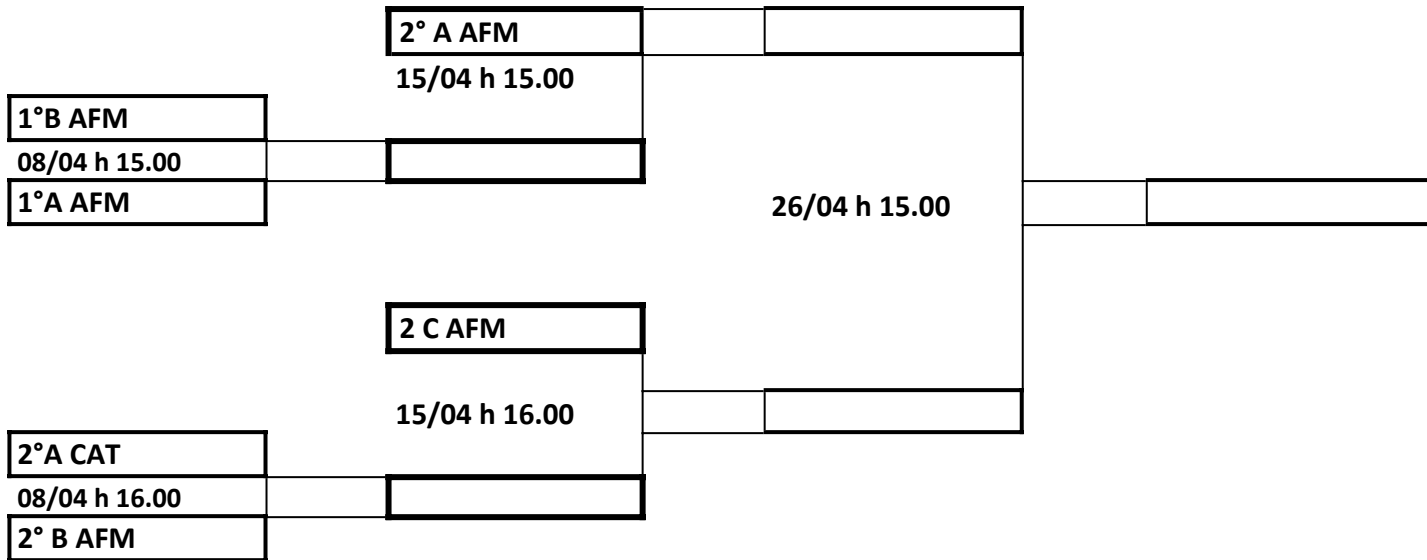 2° A AFM
15/04 h 15.00
1°B AFM
08/04 h 15.00
1°A AFM
26/04 h 15.00
2 C AFM
15/04 h 16.00
2°A CAT
08/04 h 16.00
2° B AFM